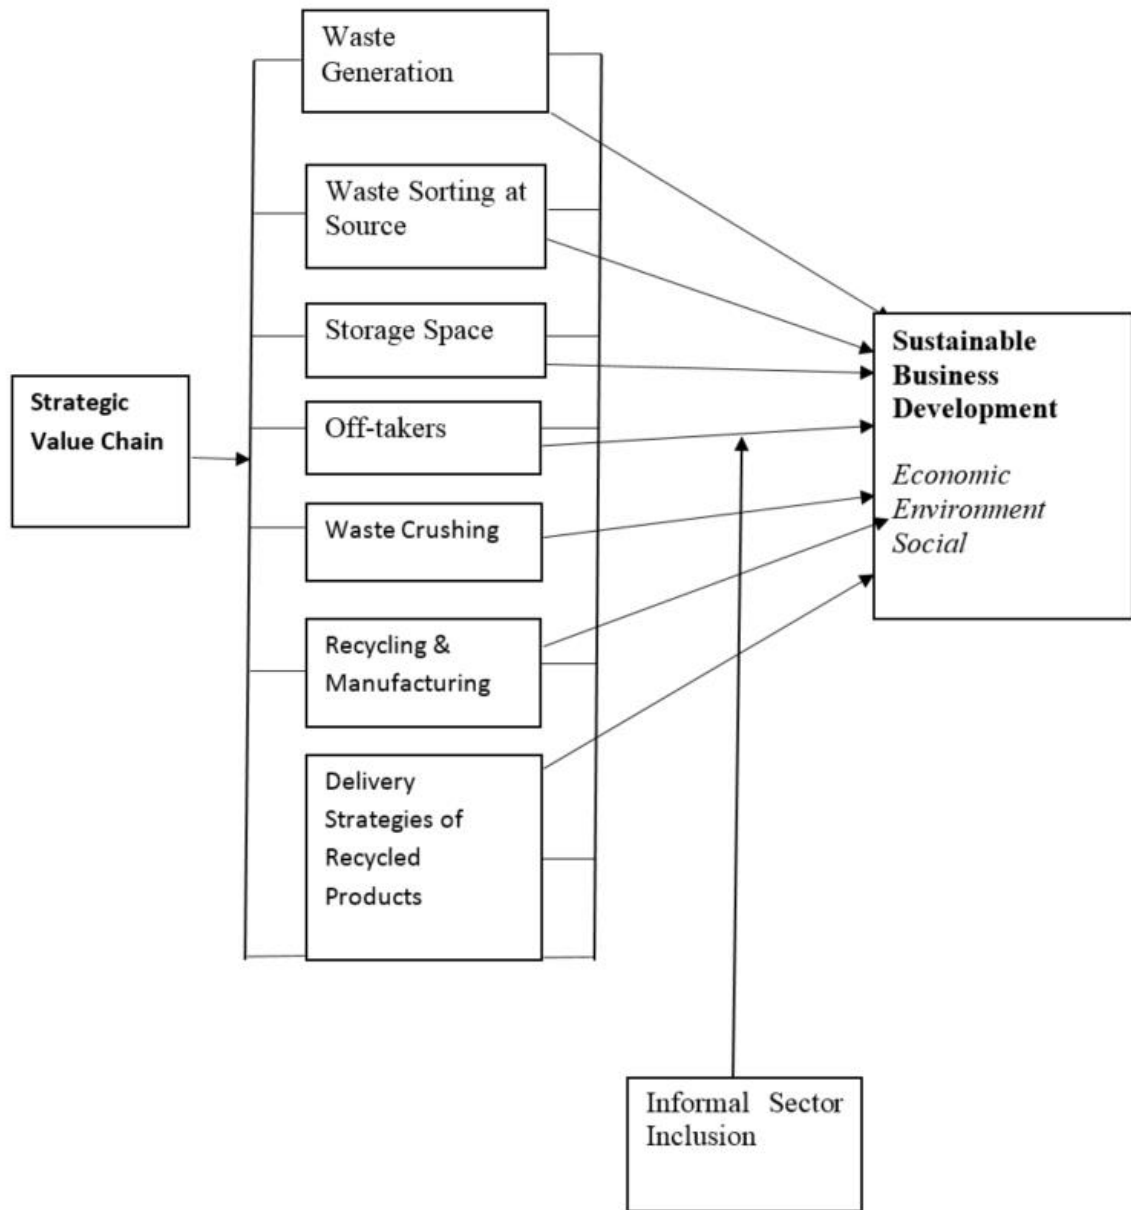 Waste
Generation
Waste Sorting at
Source
Storage Space
Off-takers
Waste Crushing
Recycling &
Manufacturing
Delivery
Strategies of
Recycled
Products
Strategic
Value Chain
Sustainable
Business
Development
Economic
Environment
Social
Informal Sector
Inclusion